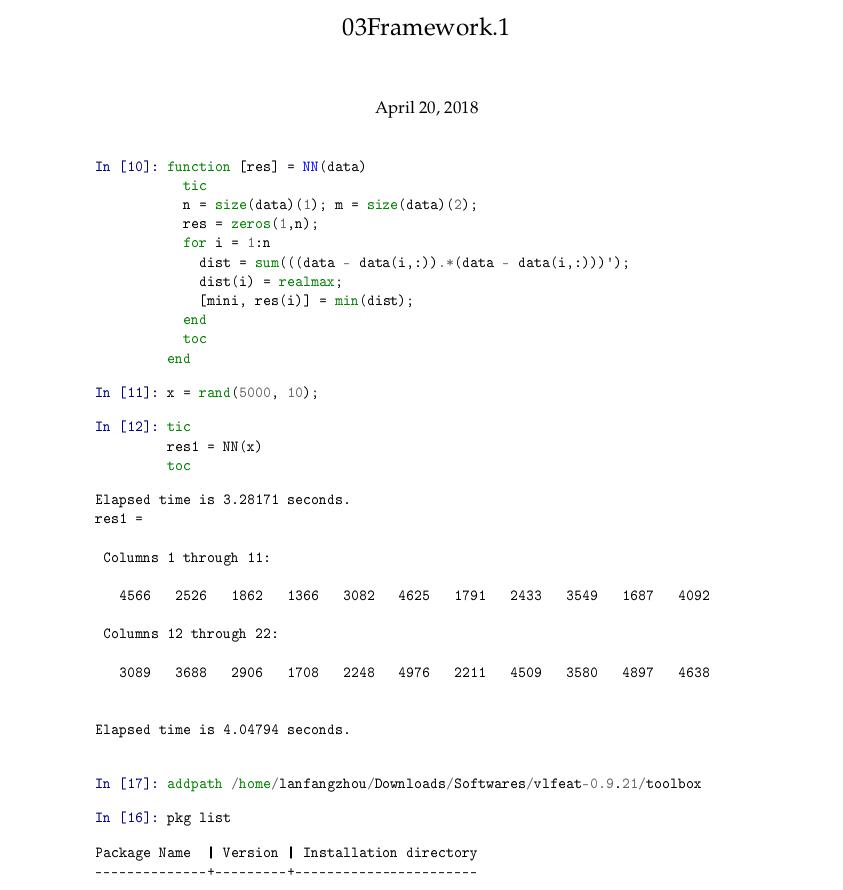 03Framework.1
April 20, 2018
In [10]: function [res] = NN(data)
tic
n = size(data)(1); m = size(data)(2);
res = zeros(1,n);
for i = 1:n
dist = sum(((data - data(i,:)).*(data - data(i,:)))');
dist(i) = realmax;
[mini, res(i)] = min(dist);
end
toc
end
In [11]: x = rand(5000, 10);
In [12]: tic
res1 = NN(x)
toc
Elapsed time is 3.28171 seconds.
res1 =
Columns 1 through 11:
4566 2526 1862 1366 3082 4625 1791 2433 3549 1687 4092
Columns 12 through 22:
3089 3688 2906 1708 2248 4976 2211 4509 3580 4897 4638
Elapsed time is 4.04794 seconds.
In [17]: addpath /home/lanfangzhou/Downloads/Softwares/vlfeat-0.9.21/toolbox
In [16]: pkg list
Package Name | Version | Installation directory
--------------+---------+-----------------------